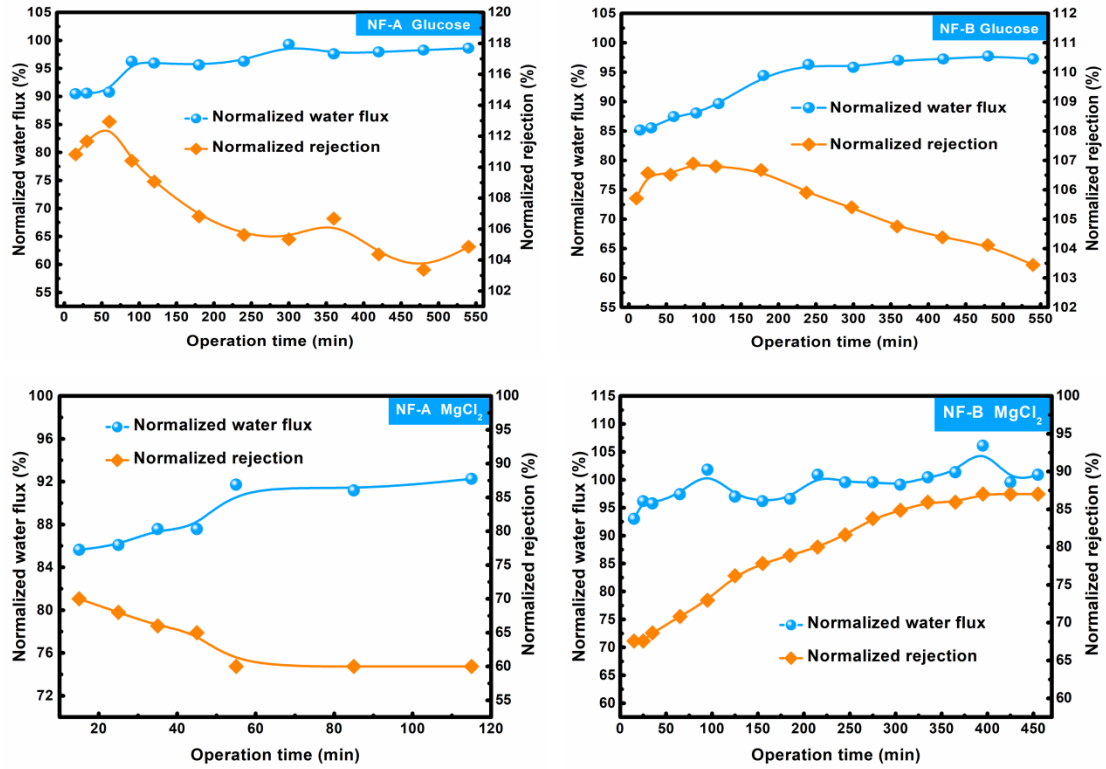 NF-A Glucose
Normalized water flux (%)
105
100
95
90
85
80
75
70
65
60
55
Normalized water flux
Normalized rejection
120
118
116
114
112
110
108
106
104
102
Normalized rejection (%)
0 50 100 150 200 250 300 350 400 450 500 550
Operation time (min)
NF-B Glucose
Normalized water flux (%)
105
100
95
90
85
80
75
70
65
60
55
Normalized water flux
Normalized rejection
112
111
110
109
108
107
106
105
104
103
102
Normalized rejection (%)
0 50 100 150 200 250 300 350 400 450 500 550
Operation time (min)
NF-A MgCl₂
Normalized water flux (%)
100
96
92
88
84
80
76
72
Normalized water flux
Normalized rejection
100
95
90
85
80
75
70
65
60
55
Normalized rejection (%)
20 40 60 80 100 120
Operation time (min)
NF-B MgCl₂
Normalized water flux (%)
115
110
105
100
95
90
85
80
75
70
65
60
Normalized water flux
Normalized rejection
100
95
90
85
80
75
70
65
60
Normalized rejection (%)
0 50 100 150 200 250 300 350 400 450
Operation time (min)